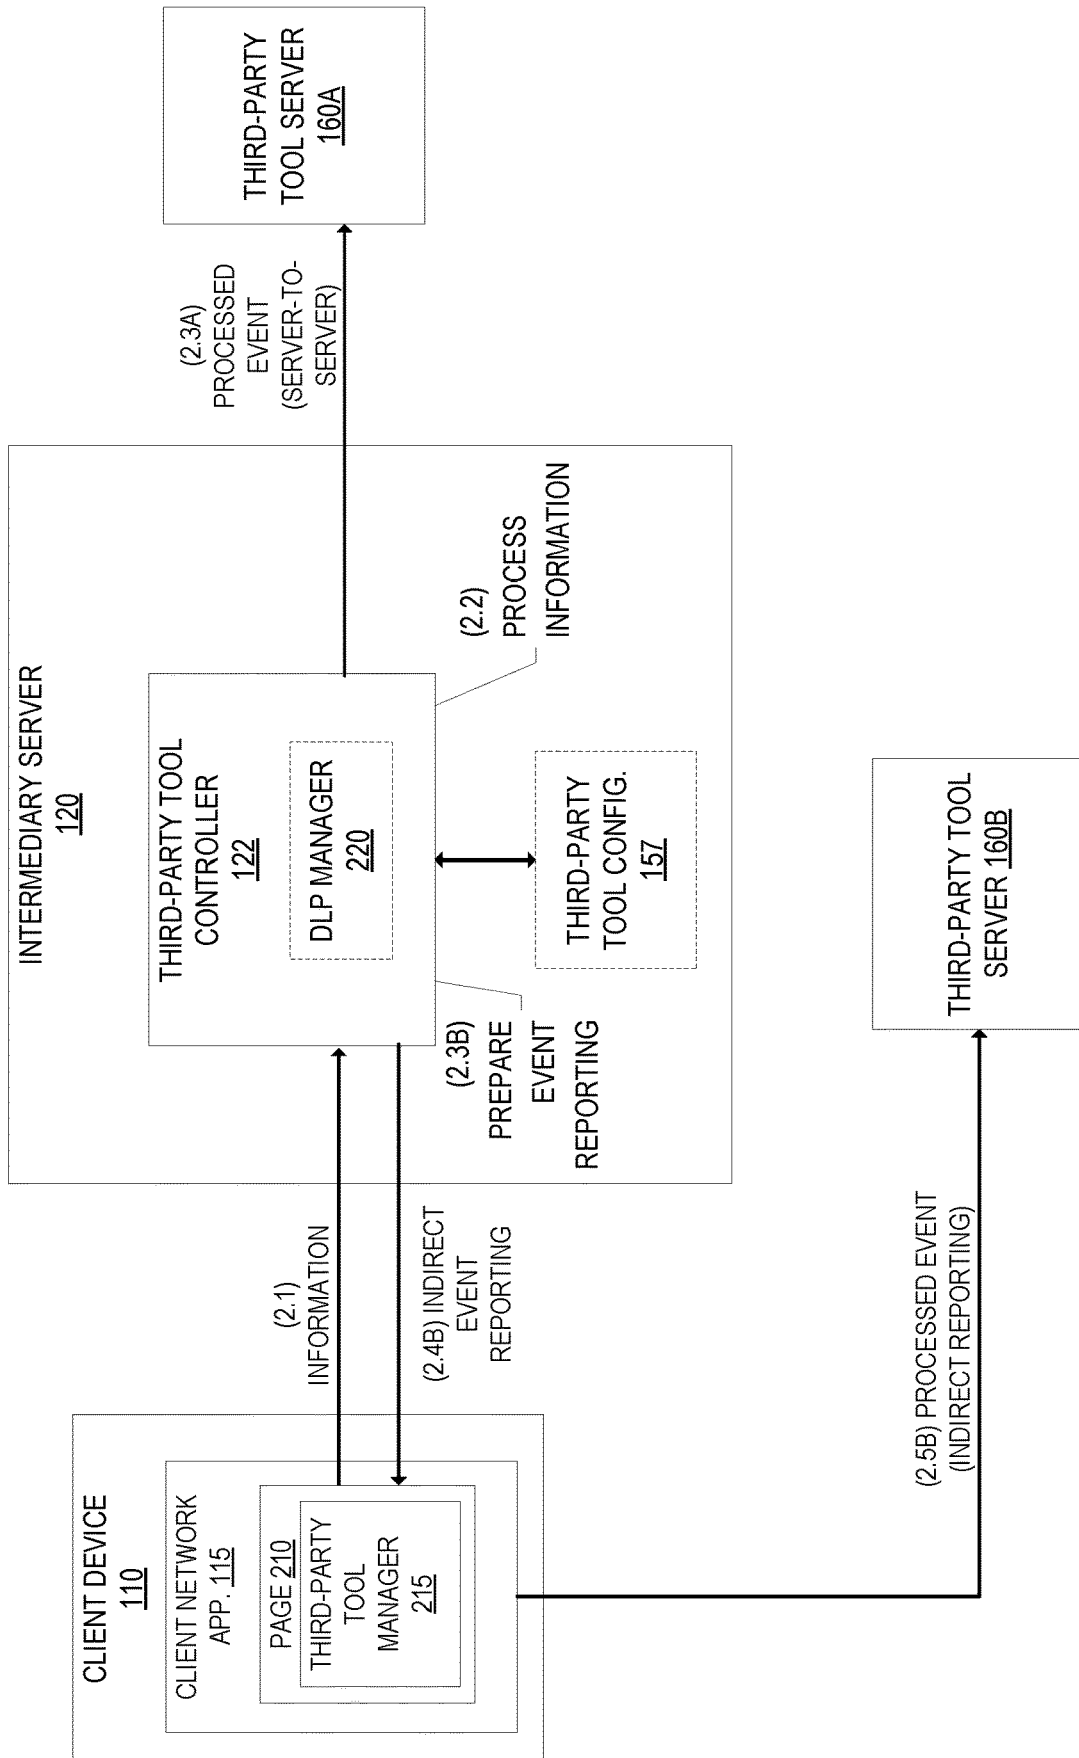 CLIENT DEVICE
110
CLIENT NETWORK
APP. 115
PAGE 210
THIRD-PARTY
TOOL
MANAGER
215
(2.1)
INFORMATION
(2.4B) INDIRECT
EVENT
REPORTING
INTERMEDIARY SERVER
120
THIRD-PARTY TOOL
CONTROLLER
122
DLP MANAGER
220
(2.3B)
PREPARE
EVENT
REPORTING
THIRD-PARTY
TOOL CONFIG.
157
(2.2)
PROCESS
INFORMATION
(2.3A)
PROCESSED
EVENT
(SERVER-TO-
SERVER)
THIRD-PARTY
TOOL SERVER
160A
(2.5B) PROCESSED EVENT
(INDIRECT REPORTING)
THIRD-PARTY TOOL
SERVER 160B